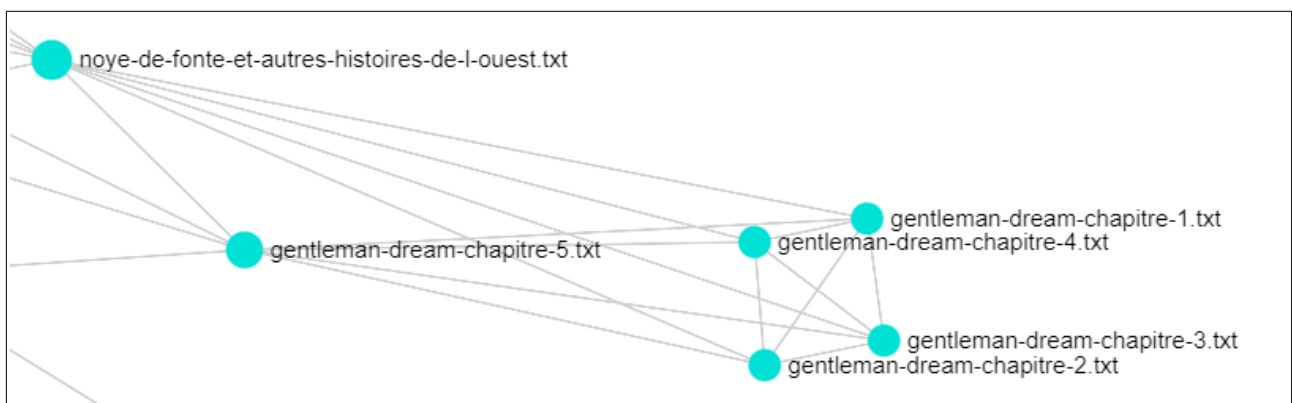 noye-de-fonte-et-autres-histoires-de-l-ouest.txt
gentleman-dream-chapitre-1.txt
gentleman-dream-chapitre-4.txt
gentleman-dream-chapitre-5.txt
gentleman-dream-chapitre-3.txt
gentleman-dream-chapitre-2.txt